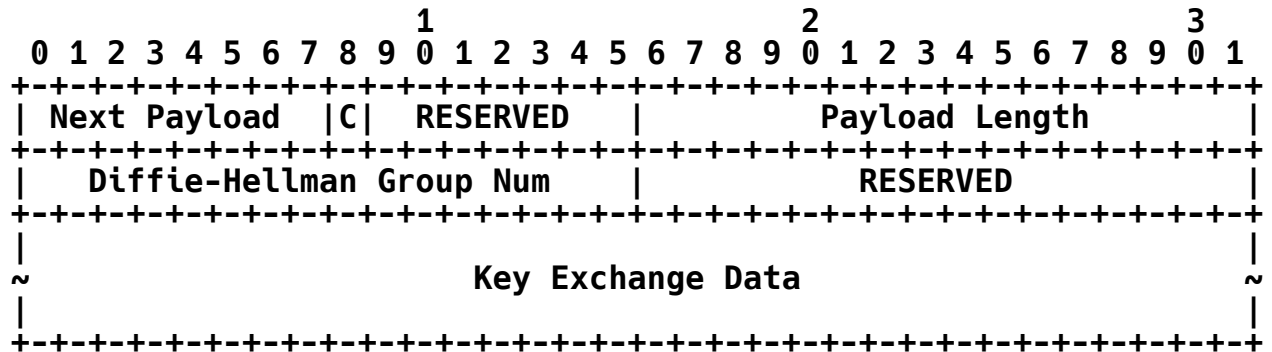 1                   2                   3
 0 1 2 3 4 5 6 7 8 9 0 1 2 3 4 5 6 7 8 9 0 1 2 3 4 5 6 7 8 9 0 1
+-+-+-+-+-+-+-+-+-+-+-+-+-+-+-+-+-+-+-+-+-+-+-+-+-+-+-+-+-+-+-+-+
| Next Payload  |C|  RESERVED   |         Payload Length        |
+-+-+-+-+-+-+-+-+-+-+-+-+-+-+-+-+-+-+-+-+-+-+-+-+-+-+-+-+-+-+-+-+
|   Diffie-Hellman Group Num    |           RESERVED            |
+-+-+-+-+-+-+-+-+-+-+-+-+-+-+-+-+-+-+-+-+-+-+-+-+-+-+-+-+-+-+-+-+
|                                                               |
~                       Key Exchange Data                       ~
|                                                               |
+-+-+-+-+-+-+-+-+-+-+-+-+-+-+-+-+-+-+-+-+-+-+-+-+-+-+-+-+-+-+-+-+